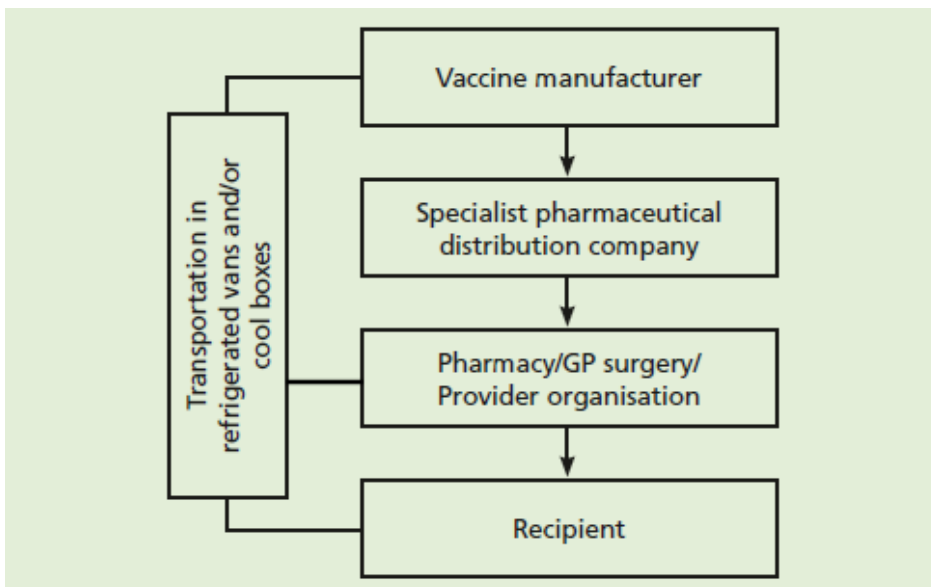 Vaccine manufacturer
Specialist pharmaceutical
distribution company
Transportation in
refrigerated vans and/or
cool boxes
Pharmacy/GP surgery/
Provider organisation
Recipient